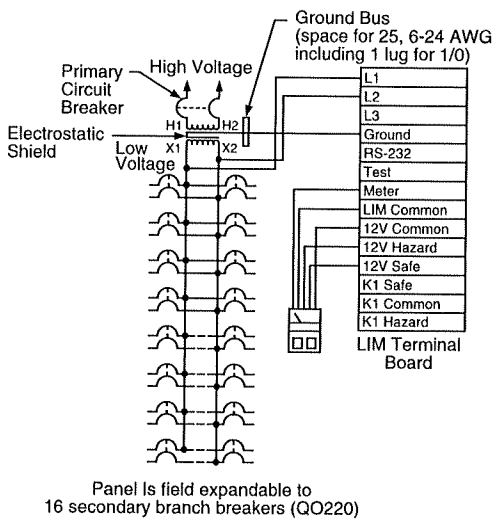 Ground Bus
(space for 25, 6-24 AWG
including 1 lug for 1/0)
Primary
Circuit
Breaker
High Voltage
H1
H2
Electrostatic
Shield
Low
Voltage
X1
X2
L1
L2
L3
Ground
RS-232
Test
Meter
LIM Common
12V Common
12V Hazard
12V Safe
K1 Safe
K1 Common
K1 Hazard
LIM Terminal
Board
Panel Is field expandable to
16 secondary branch breakers (QO220)